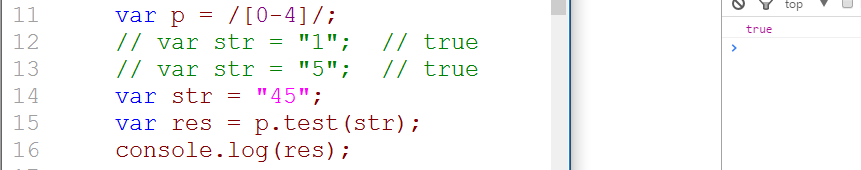 11 var p = /[0-4]/;
12 // var str = "1";  // true
13 // var str = "5";  // true
14 var str = "45";
15 var res = p.test(str);
16 console.log(res);
top
true